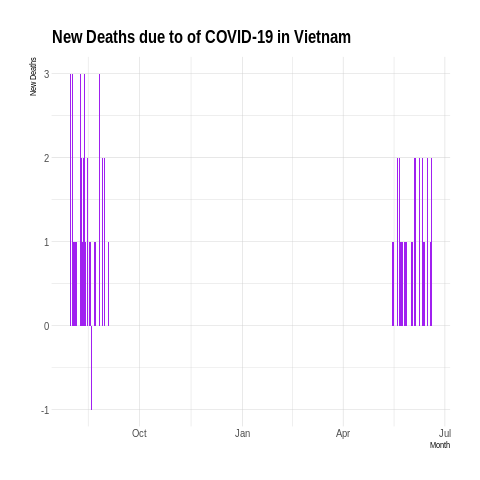 New Deaths due to of COVID-19 in Vietnam
New Deaths
3
2
1
0
-1
Oct
Jan
Apr
Jul
Month